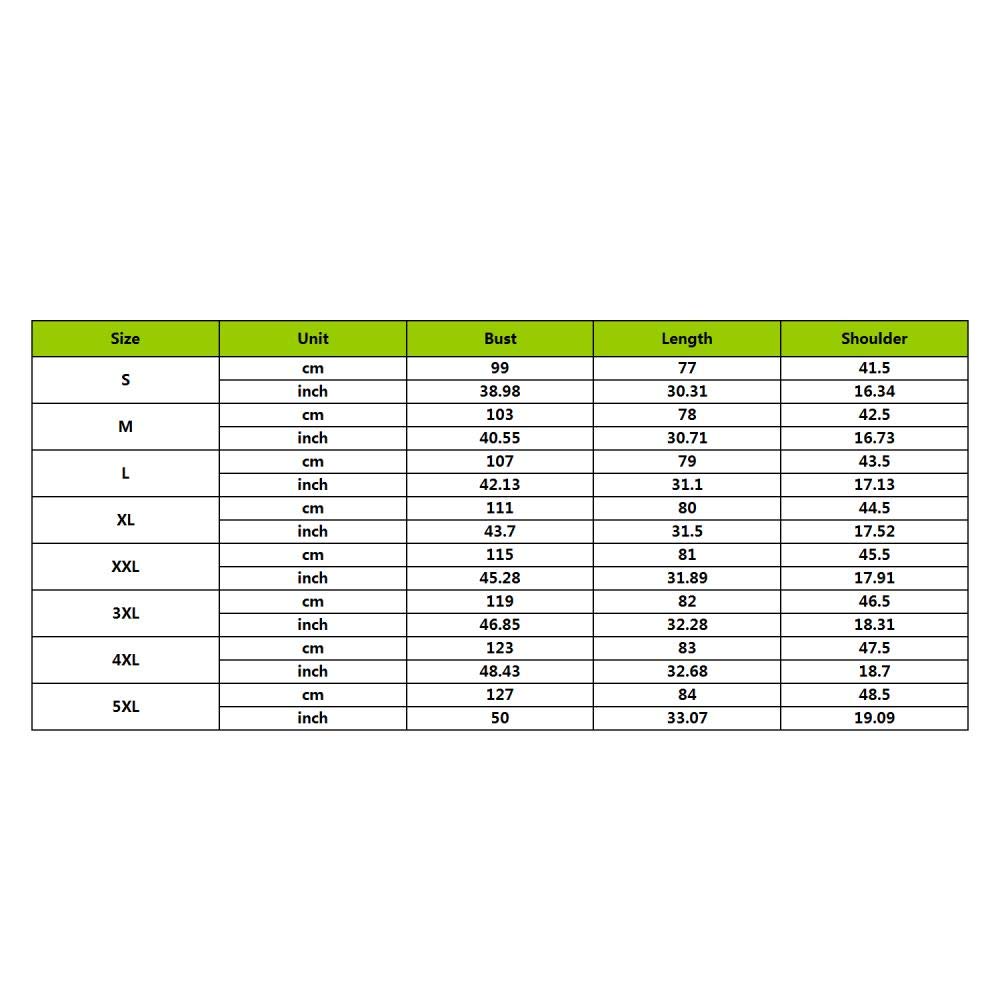 Size Unit Bust Length Shoulder
S cm 99 77 41.5
inch 38.98 30.31 16.34
M cm 103 78 42.5
inch 40.55 30.71 16.73
L cm 107 79 43.5
inch 42.13 31.1 17.13
XL cm 111 80 44.5
inch 43.7 31.5 17.52
XXL cm 115 81 45.5
inch 45.28 31.89 17.91
3XL cm 119 82 46.5
inch 46.85 32.28 18.31
4XL cm 123 83 47.5
inch 48.43 32.68 18.7
5XL cm 127 84 48.5
inch 50 33.07 19.09